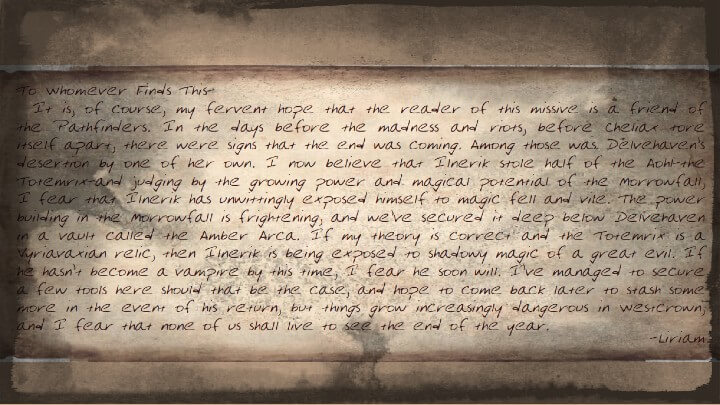 To Whomever Finds This-
It is, of course, my fervent hope that the reader of this missive is a friend of
the Pathfinders. In the days before the madness and riots, before Cheliax tore
itself apart, there were signs that the end was coming. Among those was Delvehaven's
desertion by one of her own. I now believe that Ilnerik stole half of the Aohl-the
Totemrix-and judging by the growing power and magical potential of the Morrowfall,
I fear that Ilnerik has unwittingly exposed himself to magic fell and vile. The power
building in the Morrowfall is frightening, and we've secured it deep below Delvehaven
in a vault called the Amber Arca. If my theory is correct and the Totemrix is a
Vyriavaxian relic, then Ilnerik is being exposed to shadowy magic of a great evil. If
he hasn't become a vampire by this time, I fear he soon will. I've managed to secure
a few tools here should that be the case, and hope to come back later to stash some
more in the event of his return, but things grow increasingly dangerous in Westcrown,
and I fear that none of us shall live to see the end of the year.
-Liriam